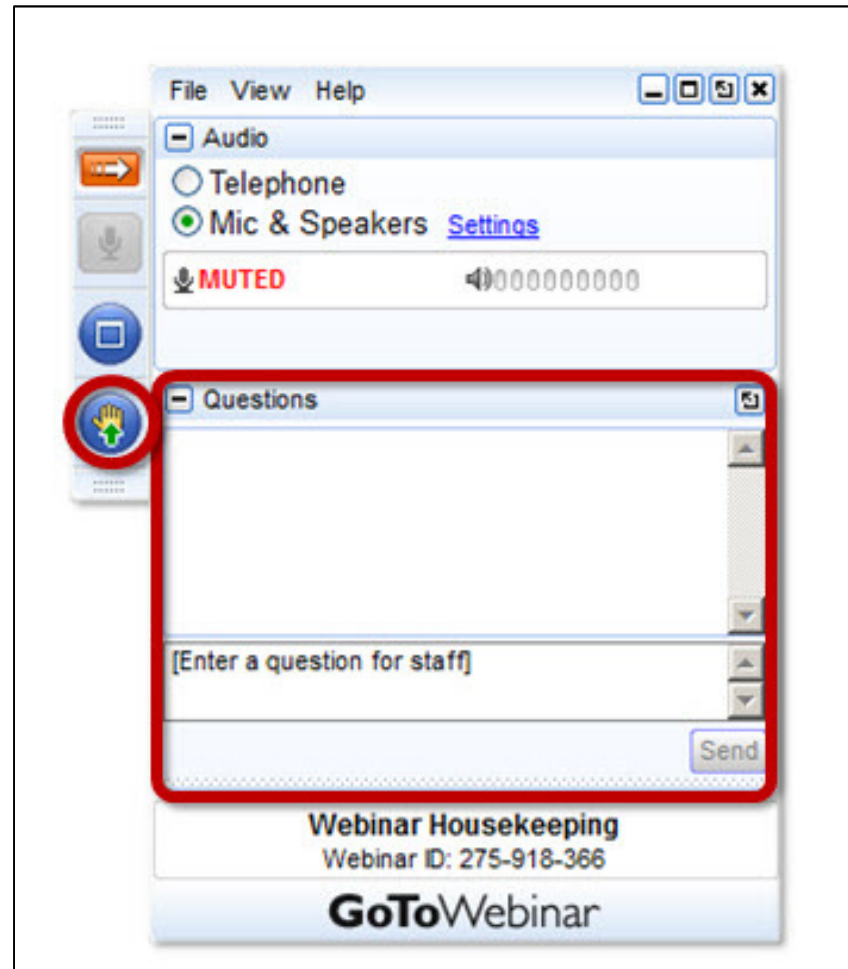 File View Help
Audio
Telephone
Mic & Speakers Settings
MUTED
Questions
[Enter a question for staff]
Send
Webinar Housekeeping
Webinar ID: 275-918-366
GoToWebinar